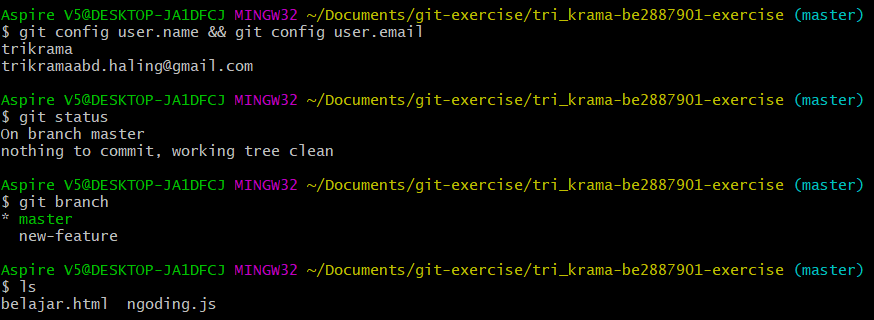 Aspire V5@DESKTOP-JA1DFCJ MINGW32 ~/Documents/git-exercise/tri_krama-be2887901-exercise (master)
$ git config user.name && git config user.email
trikrama
trikramaabd.haling@gmail.com
Aspire V5@DESKTOP-JA1DFCJ MINGW32 ~/Documents/git-exercise/tri_krama-be2887901-exercise (master)
$ git status
On branch master
nothing to commit, working tree clean
Aspire V5@DESKTOP-JA1DFCJ MINGW32 ~/Documents/git-exercise/tri_krama-be2887901-exercise (master)
$ git branch
* master
  new-feature
Aspire V5@DESKTOP-JA1DFCJ MINGW32 ~/Documents/git-exercise/tri_krama-be2887901-exercise (master)
$ ls
belajar.html  ngoding.js